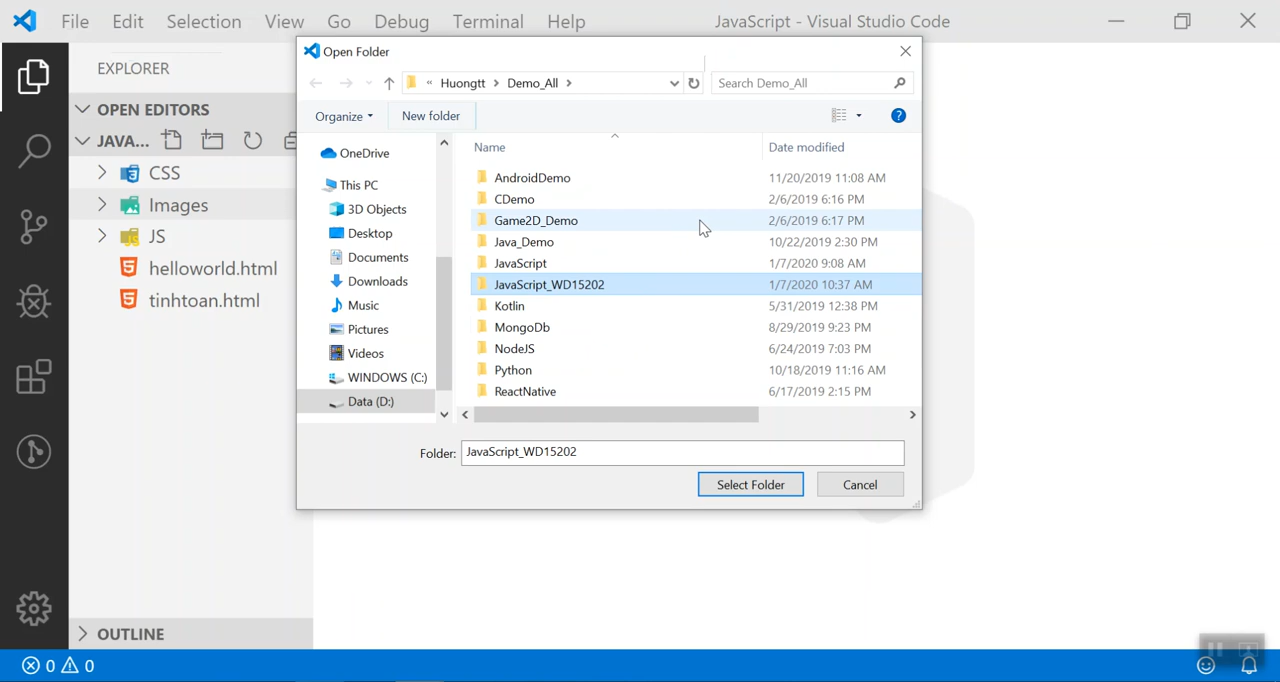 File Edit Selection View Go Debug Terminal Help JavaScript - Visual Studio Code
EXPLORER
OPEN EDITORS
JAVA...
CSS
Images
JS
helloworld.html
tinhtoan.html
OUTLINE
Open Folder
« Huongtt > Demo_All >
Search Demo_All
Organize
New folder
OneDrive
This PC
3D Objects
Desktop
Documents
Downloads
Music
Pictures
Videos
WINDOWS (C:)
Data (D:)
Name Date modified
AndroidDemo 11/20/2019 11:08 AM
CDemo 2/6/2019 6:16 PM
Game2D_Demo 2/6/2019 6:17 PM
Java_Demo 10/22/2019 2:30 PM
JavaScript 1/7/2020 9:08 AM
JavaScript_WD15202 1/7/2020 10:37 AM
Kotlin 5/31/2019 12:38 PM
MongoDb 8/29/2019 9:23 PM
NodeJS 6/24/2019 7:03 PM
Python 10/18/2019 11:16 AM
ReactNative 6/17/2019 2:15 PM
Folder: JavaScript_WD15202
Select Folder Cancel
0 0